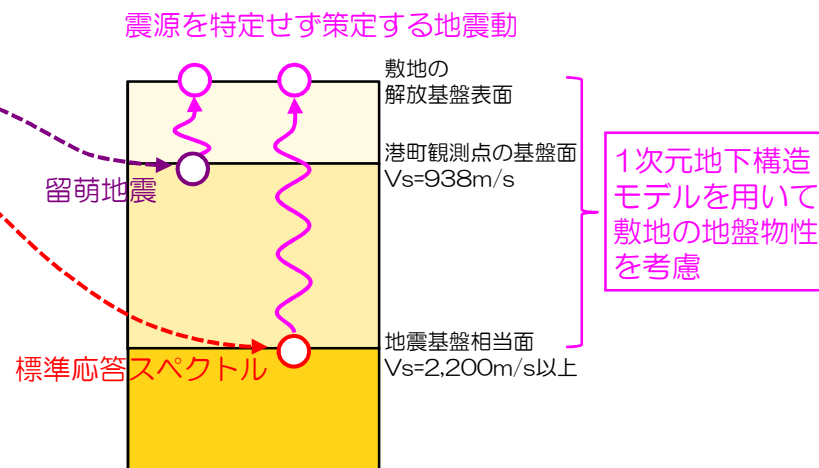 震源を特定せず策定する地震動
敷地の
解放基盤表面
港町観測点の基盤面
Vs=938m/s
留萌地震
1次元地下構造
モデルを用いて
敷地の地盤物性
を考慮
地震基盤相当面
Vs=2,200m/s以上
標準応答スペクトル